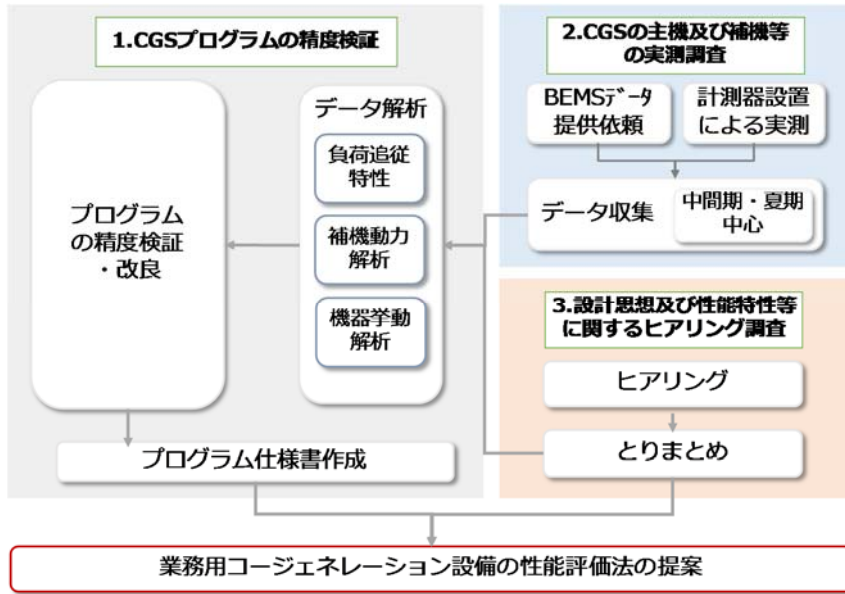 1.CGSプログラムの精度検証
プログラム
の精度検証
・改良
データ解析
負荷追従
特性
補機動力
解析
機器挙動
解析
プログラム仕様書作成
2.CGSの主機及び補機等
の実測調査
BEMSﾃﾞｰﾀ
提供依頼
計測器設置
による実測
データ収集
中間期・夏期
中心
3.設計思想及び性能特性等
に関するヒアリング調査
ヒアリング
とりまとめ
業務用コージェネレーション設備の性能評価法の提案